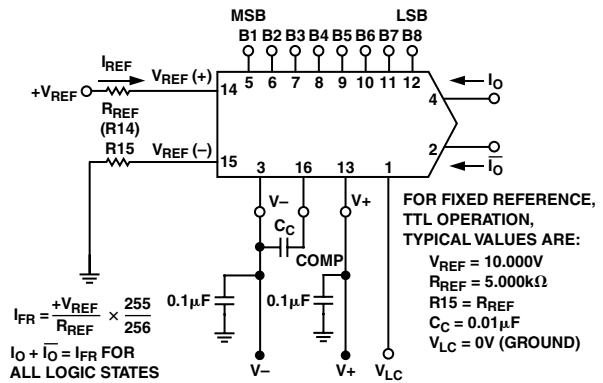 MSB LSB
B1 B2 B3 B4 B5 B6 B7 B8
I_REF
+V_REF V_REF (+) 14 5 6 7 8 9 10 11 12 I_O
R_REF
(R14)
4
R15 V_REF (–) 15
2
I̅_O̅
3 16 13 1
V– V+
C_C
COMP
0.1µF 0.1µF
V– V+ V_LC
FOR FIXED REFERENCE,
TTL OPERATION,
TYPICAL VALUES ARE:
V_REF = 10.000V
R_REF = 5.000kΩ
R15 = R_REF
C_C = 0.01µF
V_LC = 0V (GROUND)
I_FR = +V_REF / R_REF × 255 / 256
I_O + I̅_O̅ = I_FR FOR
ALL LOGIC STATES